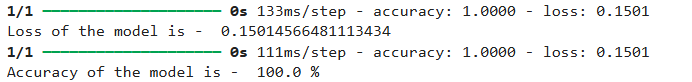 1/1 ━━━━━━━━━━━━━━━━━━━━ 0s 133ms/step - accuracy: 1.0000 - loss: 0.1501
Loss of the model is -  0.15014566481113434
1/1 ━━━━━━━━━━━━━━━━━━━━ 0s 111ms/step - accuracy: 1.0000 - loss: 0.1501
Accuracy of the model is -  100.0 %